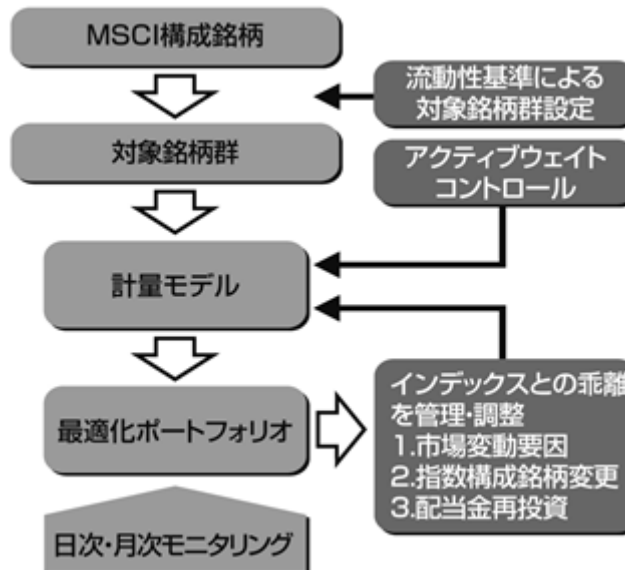 MSCI構成銘柄
流動性基準による
対象銘柄群設定
対象銘柄群
アクティブウェイト
コントロール
計量モデル
最適化ポートフォリオ
インデックスとの乖離
を管理・調整
1.市場変動要因
2.指数構成銘柄変更
3.配当金再投資
日次・月次モニタリング